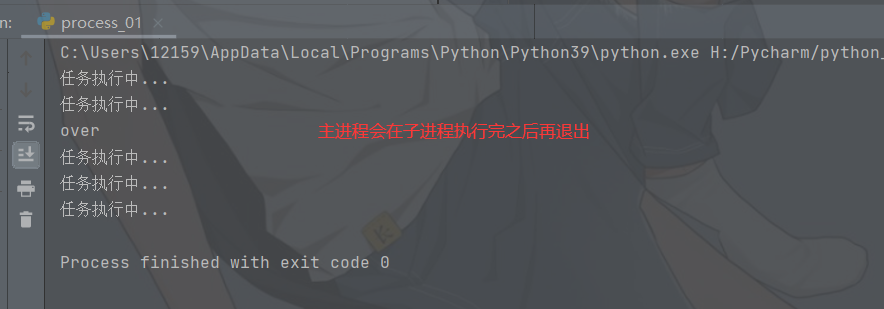 n:
process_01
C:\Users\12159\AppData\Local\Programs\Python\Python39\python.exe H:/Pycharm/python_
任务执行中...
任务执行中...
over
主进程会在子进程执行完之后再退出
任务执行中...
任务执行中...
任务执行中...
Process finished with exit code 0